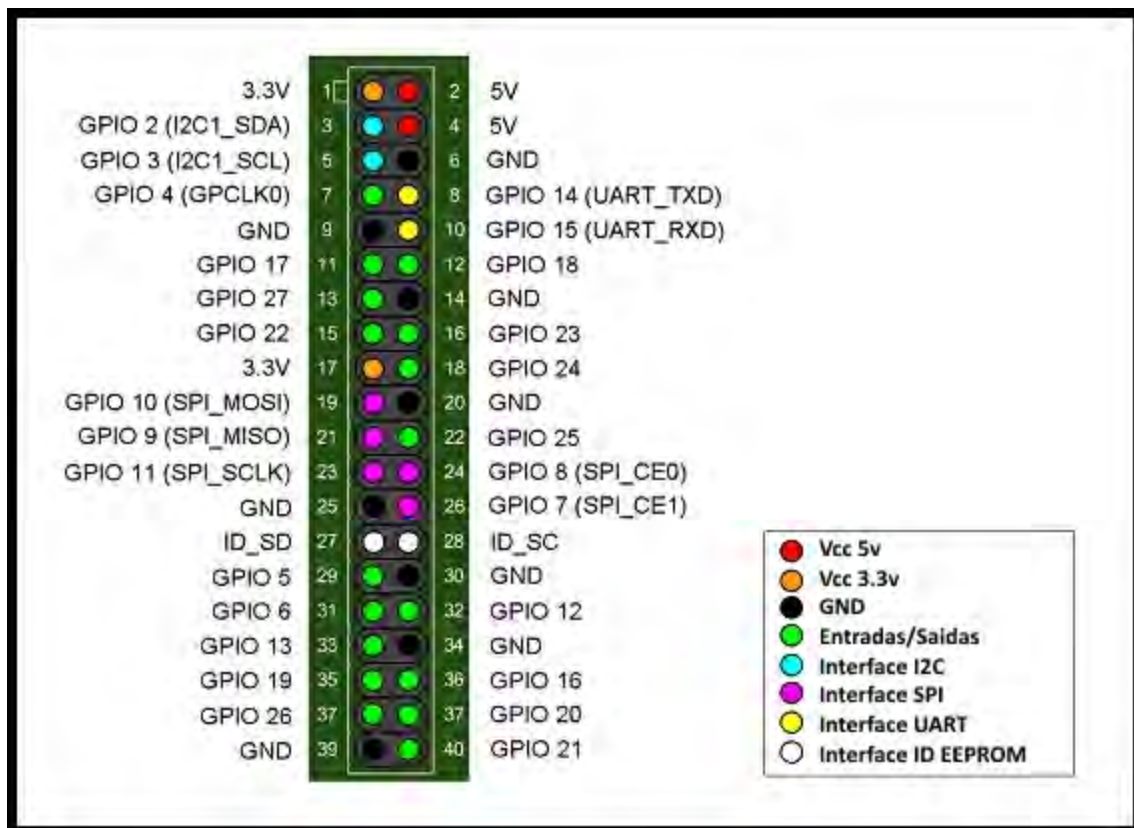 3.3V 1 2 5V
GPIO 2 (I2C1_SDA) 3 4 5V
GPIO 3 (I2C1_SCL) 5 6 GND
GPIO 4 (GPCLK0) 7 8 GPIO 14 (UART_TXD)
GND 9 10 GPIO 15 (UART_RXD)
GPIO 17 11 12 GPIO 18
GPIO 27 13 14 GND
GPIO 22 15 16 GPIO 23
3.3V 17 18 GPIO 24
GPIO 10 (SPI_MOSI) 19 20 GND
GPIO 9 (SPI_MISO) 21 22 GPIO 25
GPIO 11 (SPI_SCLK) 23 24 GPIO 8 (SPI_CE0)
GND 25 26 GPIO 7 (SPI_CE1)
ID_SD 27 28 ID_SC
GPIO 5 29 30 GND
GPIO 6 31 32 GPIO 12
GPIO 13 33 34 GND
GPIO 19 35 36 GPIO 16
GPIO 26 37 37 GPIO 20
GND 39 40 GPIO 21
Vcc 5v
Vcc 3.3v
GND
Entradas/Saidas
Interface I2C
Interface SPI
Interface UART
Interface ID EEPROM